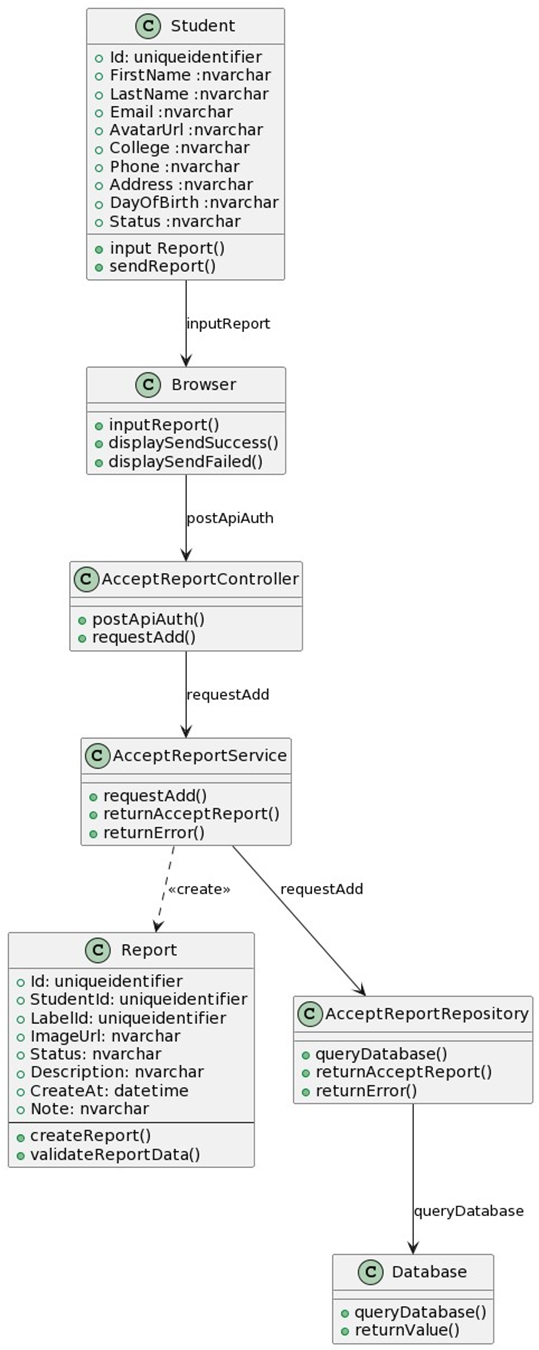 C Student
Id: uniqueidentifier
FirstName :nvarchar
LastName :nvarchar
Email :nvarchar
AvatarUrl :nvarchar
College :nvarchar
Phone :nvarchar
Address :nvarchar
DayOfBirth :nvarchar
Status :nvarchar
input Report()
sendReport()
inputReport
C Browser
inputReport()
displaySendSuccess()
displaySendFailed()
postApiAuth
C AcceptReportController
postApiAuth()
requestAdd()
requestAdd
C AcceptReportService
requestAdd()
returnAcceptReport()
returnError()
«create»
requestAdd
C Report
Id: uniqueidentifier
StudentId: uniqueidentifier
LabelId: uniqueidentifier
ImageUrl: nvarchar
Status: nvarchar
Description: nvarchar
CreateAt: datetime
Note: nvarchar
createReport()
validateReportData()
C AcceptReportRepository
queryDatabase()
returnAcceptReport()
returnError()
queryDatabase
C Database
queryDatabase()
returnValue()